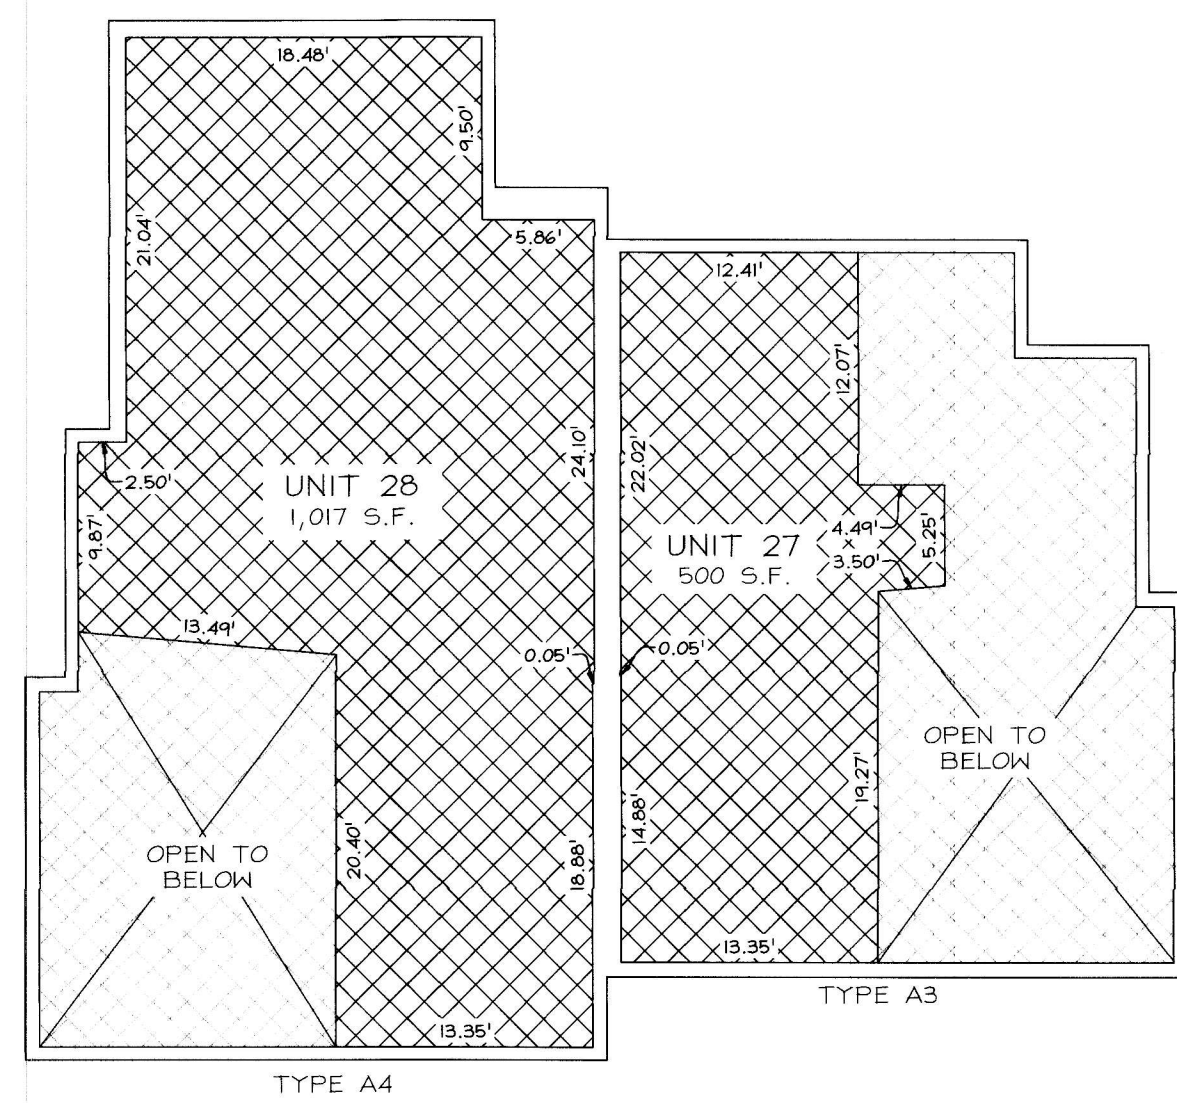 18.48'
9.50'
21.04'
5.86'
12.41'
12.07'
24.10'
22.02'
2.50'
9.87'
UNIT 28
1,017 S.F.
4.49'
5.25'
3.50'
UNIT 27
500 S.F.
13.49'
0.05'
0.05'
OPEN TO
BELOW
19.27'
14.88'
18.88'
20.40'
OPEN TO
BELOW
13.35'
13.35'
TYPE A3
TYPE A4